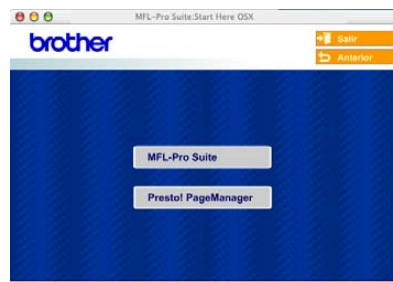 MFL-Pro Suite:Start Here OSX
brother
Salir
Anterior
MFL-Pro Suite
Presto! PageManager